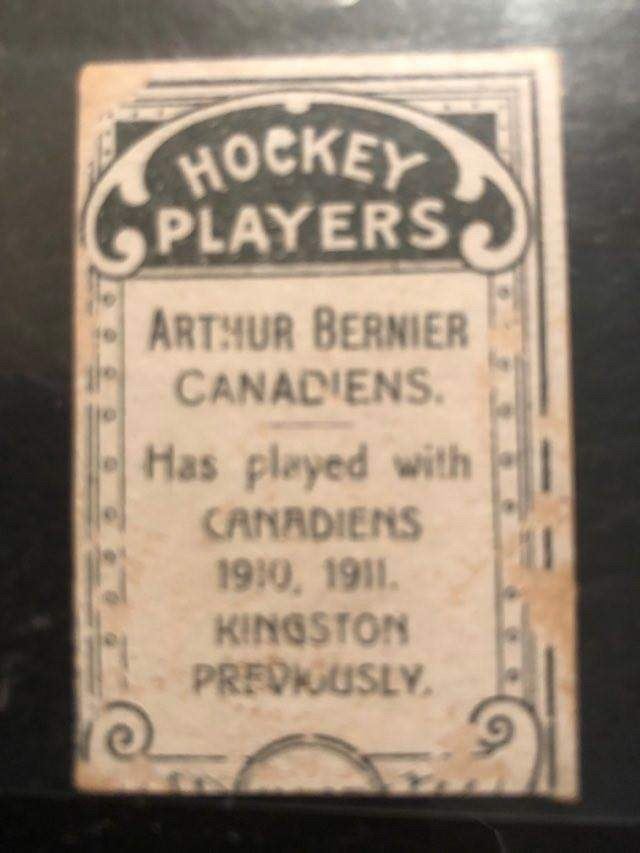 HOCKEY
PLAYERS
ARTHUR BERNIER
CANADIENS.
Has played with
CANADIENS
1910, 1911.
KINGSTON
PREVIOUSLY.